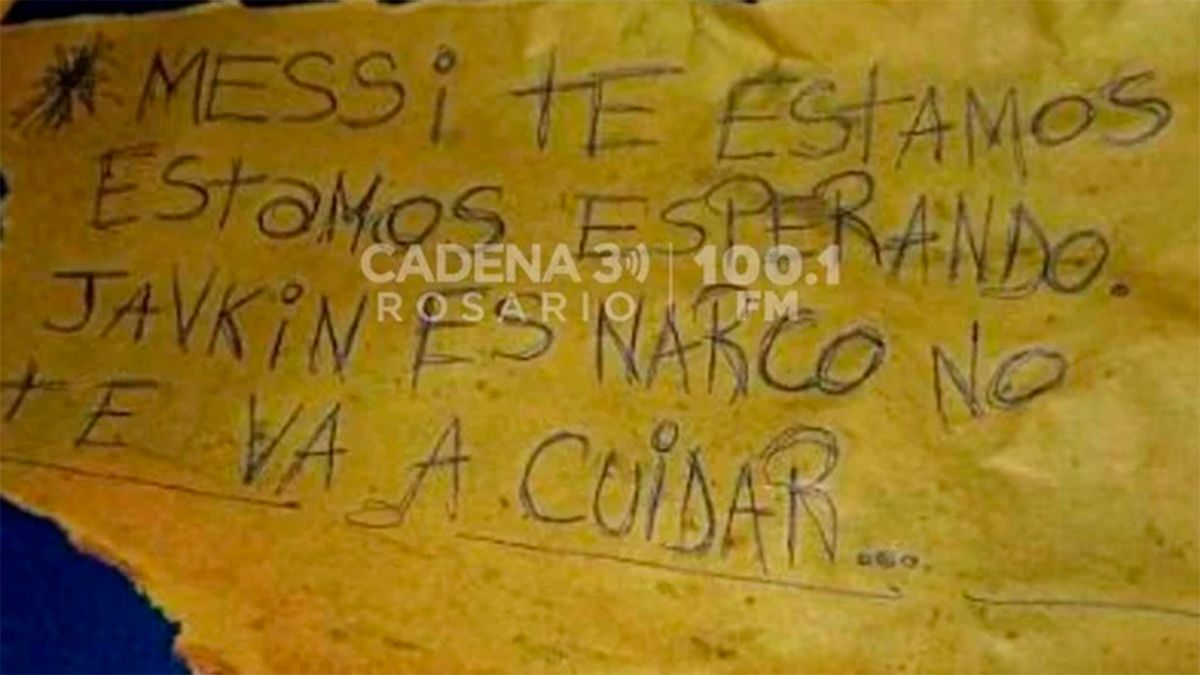 * MESSi tE EStAMOS
EStaMOS ESPERANDO.
JAVKiN ES NARCO NO
tE VA A CUiDAR....
CADENA 3 | 100.1
ROSARIO | FM